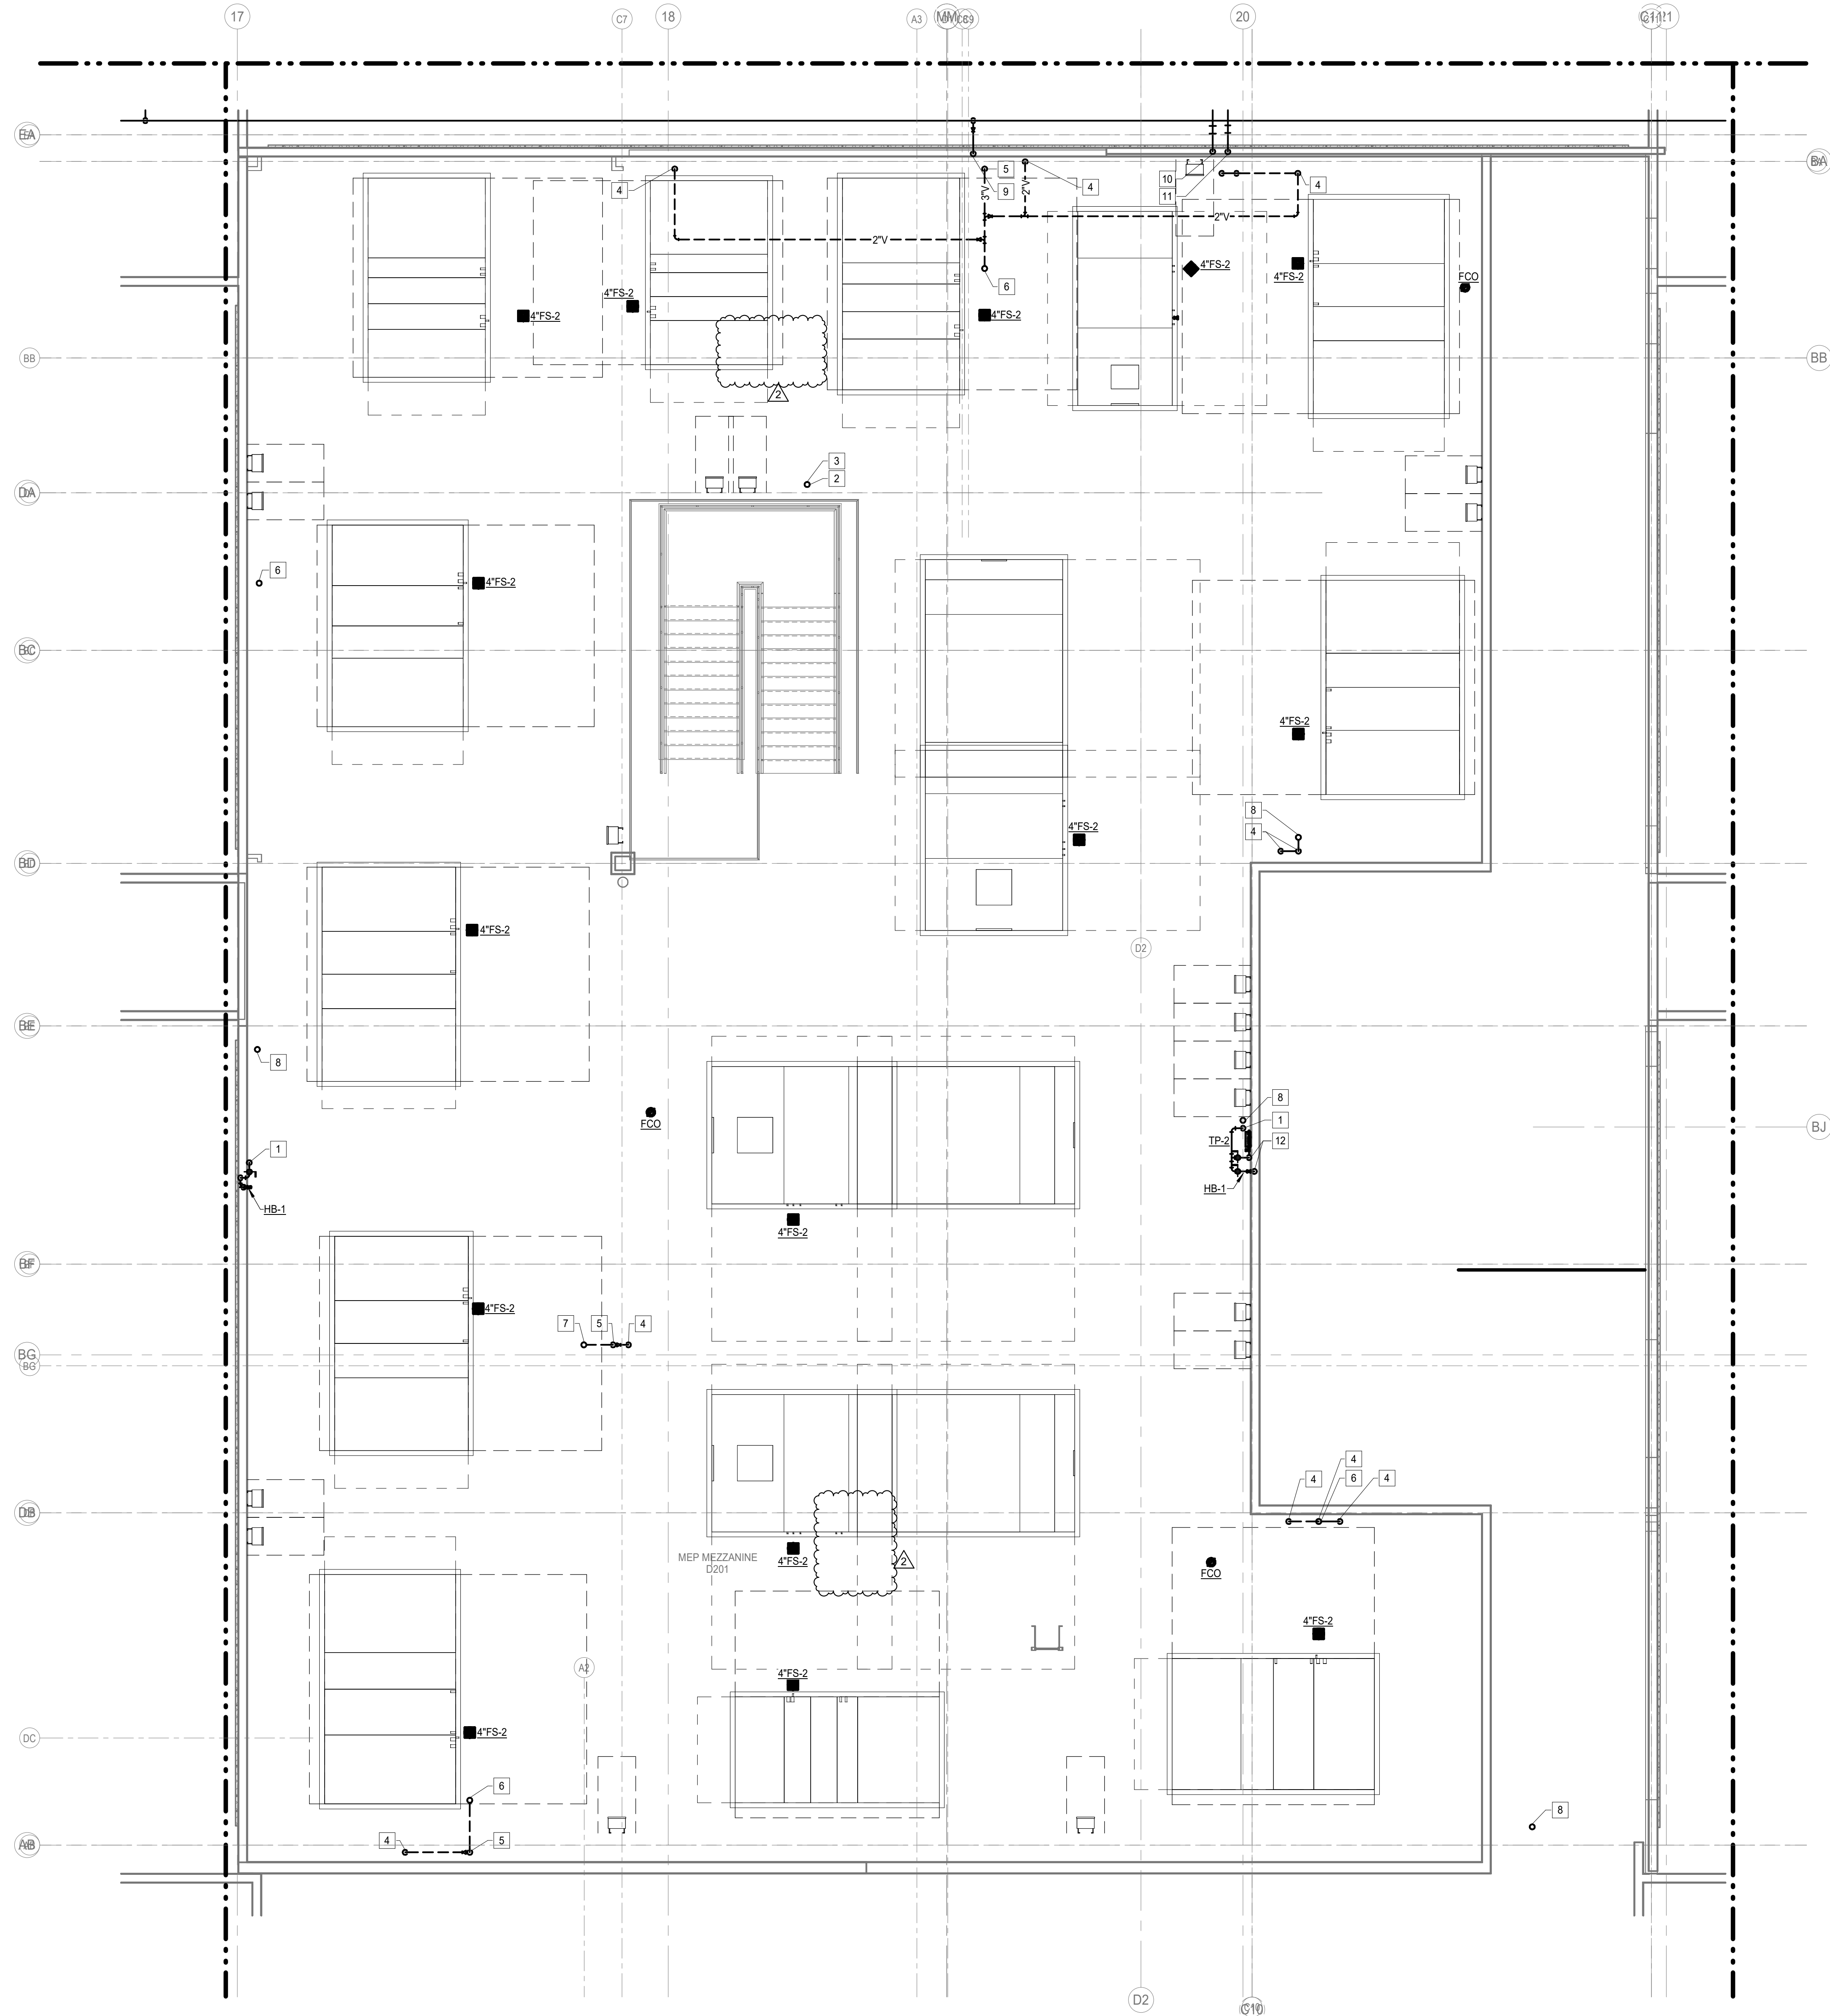 17
C7
18
A3
C9
20
BA
4
5
9
4
10
11
4
3"V
2"V
2"V
2"V
6
4"FS-2
4"FS-2
4"FS-2
4"FS-2
4"FS-2
FCO
BB
BB
2
3
2
DA
6
4"FS-2
BC
4"FS-2
8
4
4"FS-2
BD
4"FS-2
D2
BE
8
FCO
8
1
BJ
1
TP-2
12
HB-1
HB-1
4"FS-2
BF
4"FS-2
7
5
4
BG
BG
4
4
6
4
DB
MEP MEZZANINE
D201
4"FS-2
2
FCO
4"FS-2
A2
4"FS-2
DC
4"FS-2
6
8
4
5
D2
C10